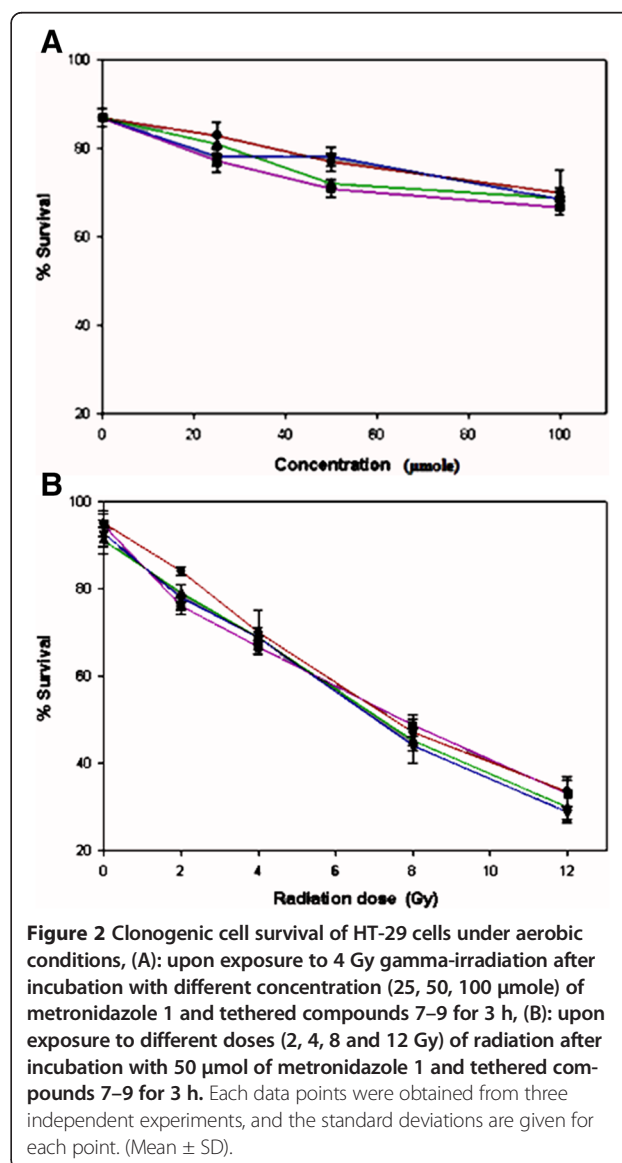 A
100
80
60
40
20
% Survival
0 20 40 60 80 100
Concentration (µmole)
B
100
80
60
40
20
% Survival
0 2 4 6 8 10 12
Radiation dose (Gy)
Figure 2 Clonogenic cell survival of HT-29 cells under aerobic
conditions, (A): upon exposure to 4 Gy gamma-irradiation after
incubation with different concentration (25, 50, 100 µmole) of
metronidazole 1 and tethered compounds 7–9 for 3 h, (B): upon
exposure to different doses (2, 4, 8 and 12 Gy) of radiation after
incubation with 50 µmol of metronidazole 1 and tethered com-
pounds 7–9 for 3 h. Each data points were obtained from three
independent experiments, and the standard deviations are given for
each point. (Mean ± SD).